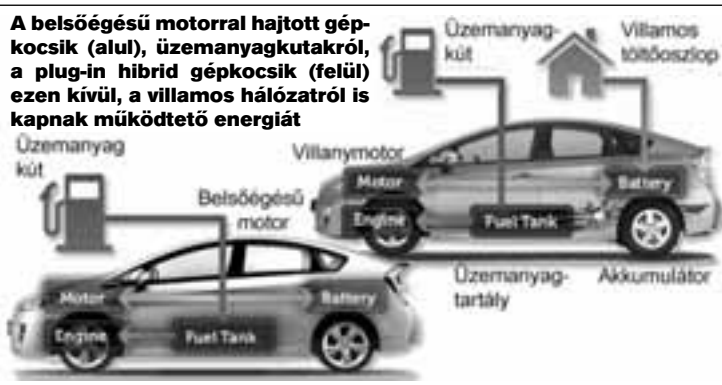 A belsőégésű motorral hajtott gép-
kocsik (alul), üzemanyagkutakról,
a plug-in hibrid gépkocsik (felül)
ezen kívül, a villamos hálózatról is
kapnak működtető energiát
Üzemanyag-
kút
Villamos
töltőoszlop
Villanymotor
Motor
Battery
Engine
Fuel Tank
Üzemanyag-
tartály
Akkumulátor
Üzemanyag
kút
Belsőégésű
motor
Motor
Battery
Engine
Fuel Tank